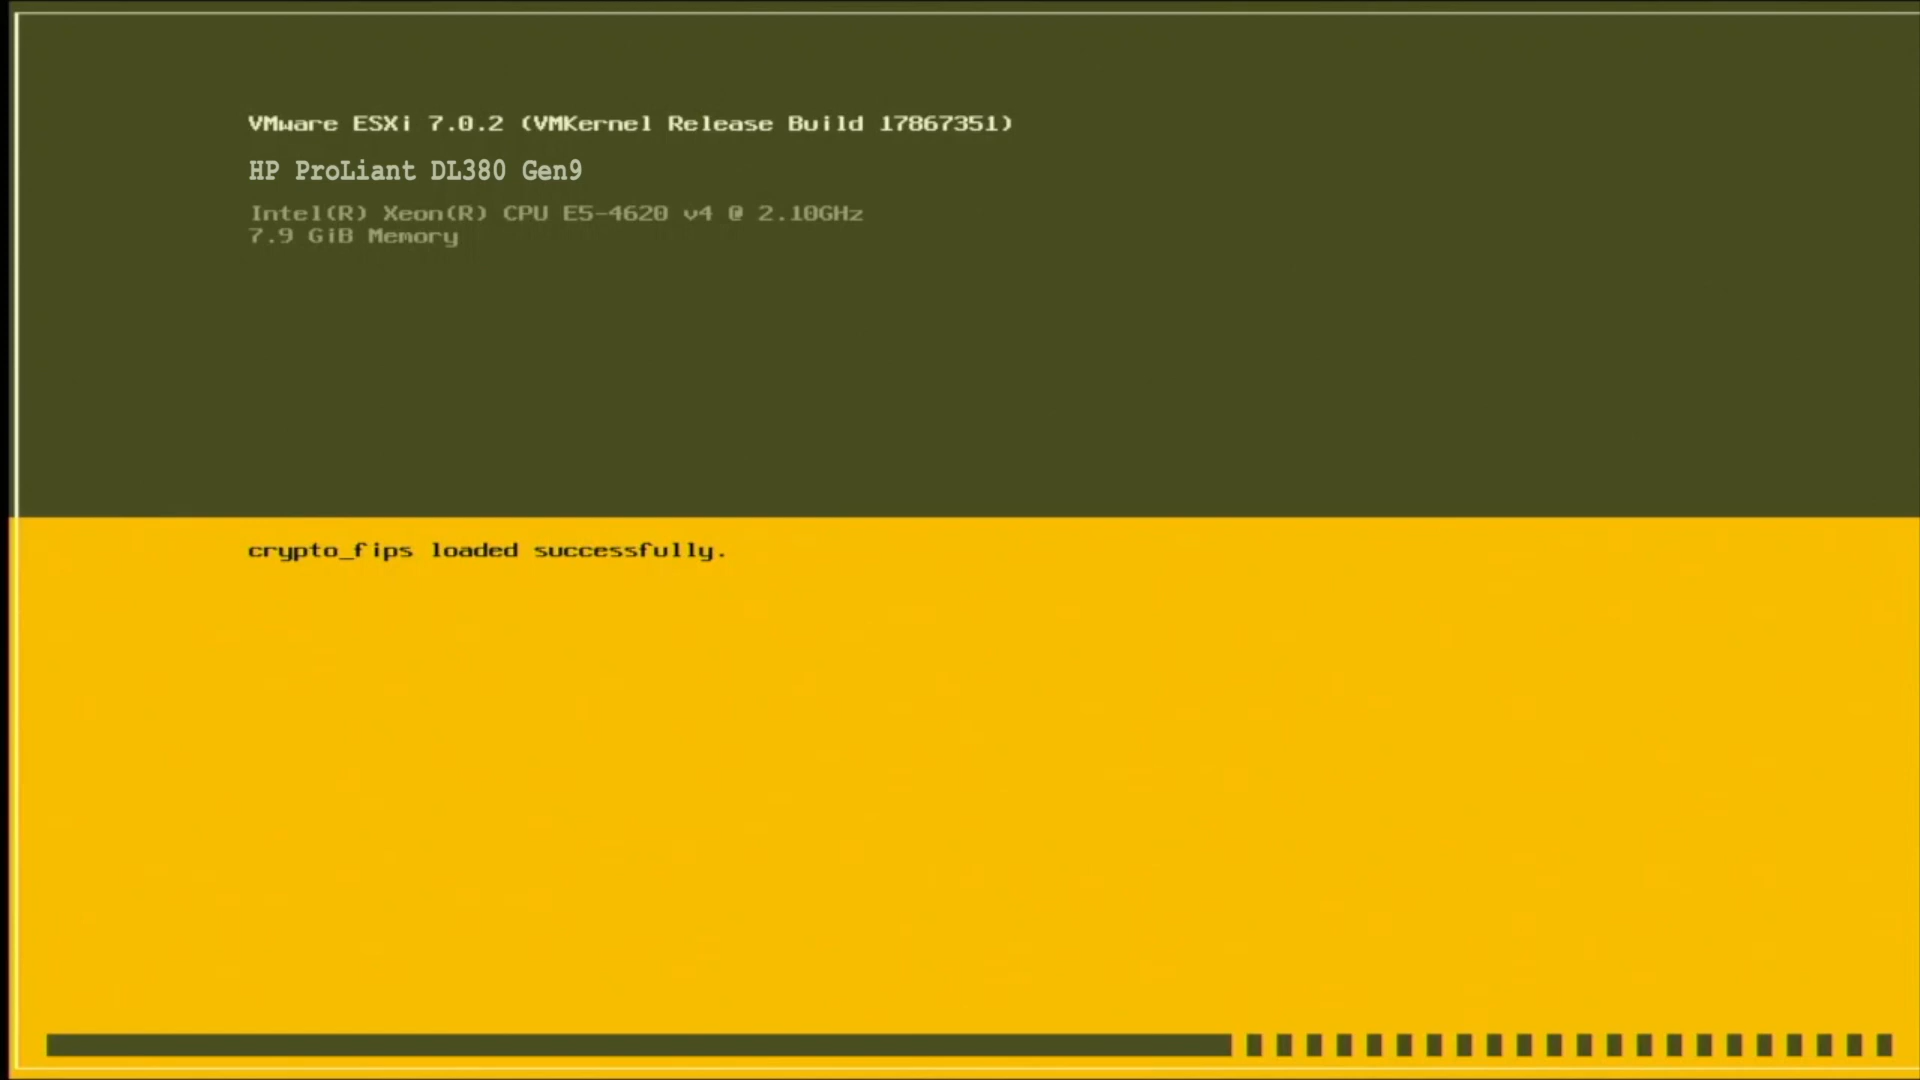 VMware ESXi 7.0.2 (VMKernel Release Build 17867351)
HP ProLiant DL380 Gen9
Intel(R) Xeon(R) CPU E5-4620 v4 @ 2.10GHz
7.9 GiB Memory
crypto_fips loaded successfully.